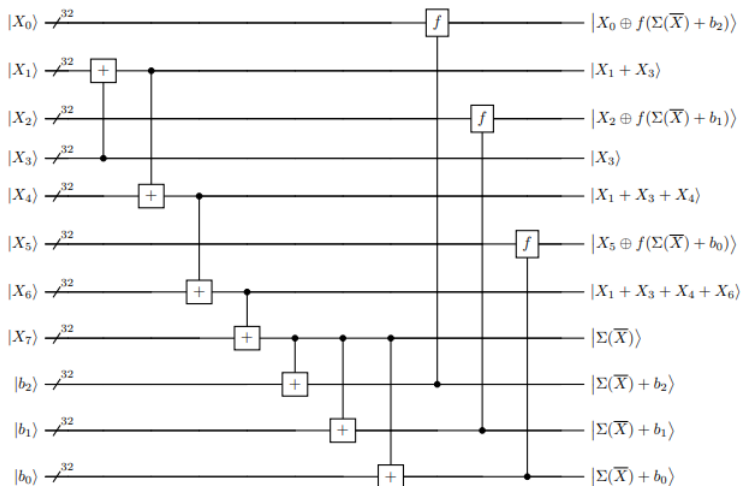 |X₀⟩ 32 f |X₀ ⊕ f(Σ(X̅) + b₂)⟩
|X₁⟩ 32 + |X₁ + X₃⟩
|X₂⟩ 32 f |X₂ ⊕ f(Σ(X̅) + b₁)⟩
|X₃⟩ 32 |X₃⟩
|X₄⟩ 32 + |X₁ + X₃ + X₄⟩
|X₅⟩ 32 f |X₅ ⊕ f(Σ(X̅) + b₀)⟩
|X₆⟩ 32 + |X₁ + X₃ + X₄ + X₆⟩
|X₇⟩ 32 + |Σ(X̅)⟩
|b₂⟩ 32 + |Σ(X̅) + b₂⟩
|b₁⟩ 32 + |Σ(X̅) + b₁⟩
|b₀⟩ 32 + |Σ(X̅) + b₀⟩